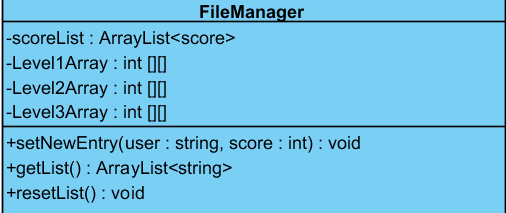 FileManager
-scoreList : ArrayList<score>
-Level1Array : int [][]
-Level2Array : int [][]
-Level3Array : int [][]
+setNewEntry(user : string, score : int) : void
+getList() : ArrayList<string>
+resetList() : void